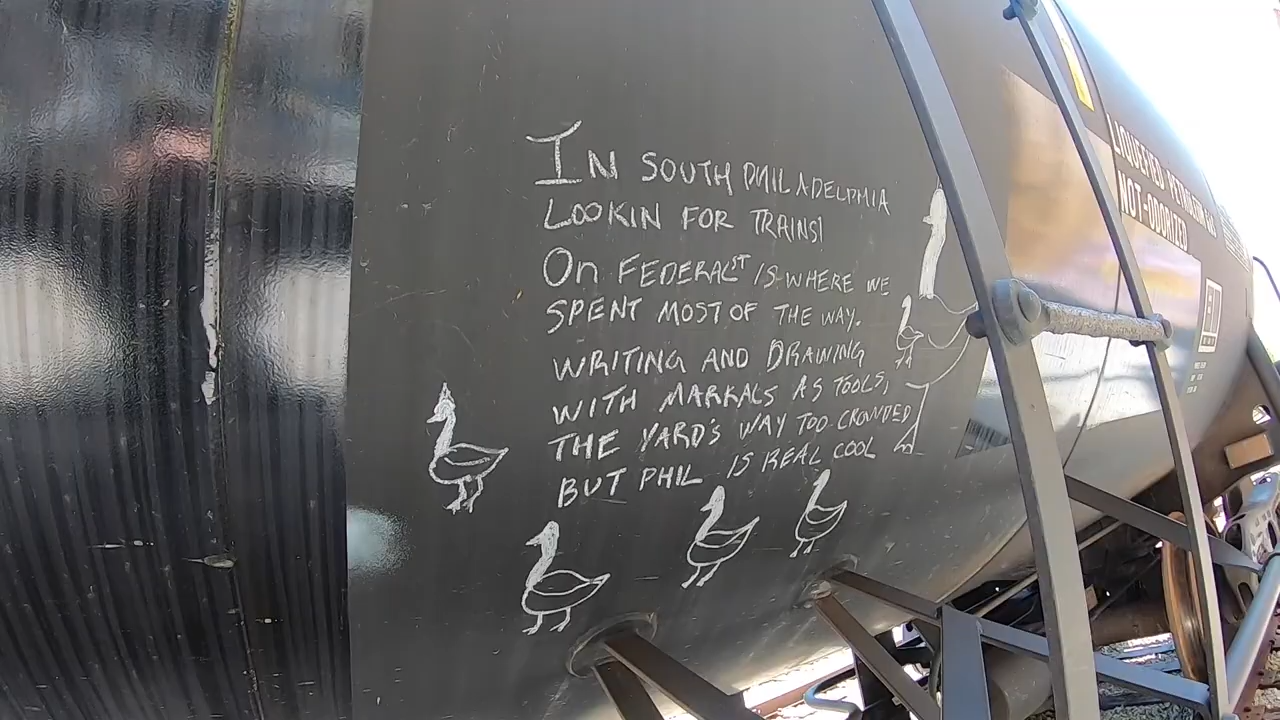 IN SOUTH PHILADELPHIA
LOOKIN FOR TRAINS!
On FEDERAL ST IS WHERE WE
SPENT MOST OF THE WAY.
WRITING AND DRAWING
WITH MARKALS AS TOOLS,
THE YARD'S WAY TOO CROWDED
BUT PHIL IS REAL COOL
LIQUEFIED PETROLEUM GAS
NOT-ODORIZED